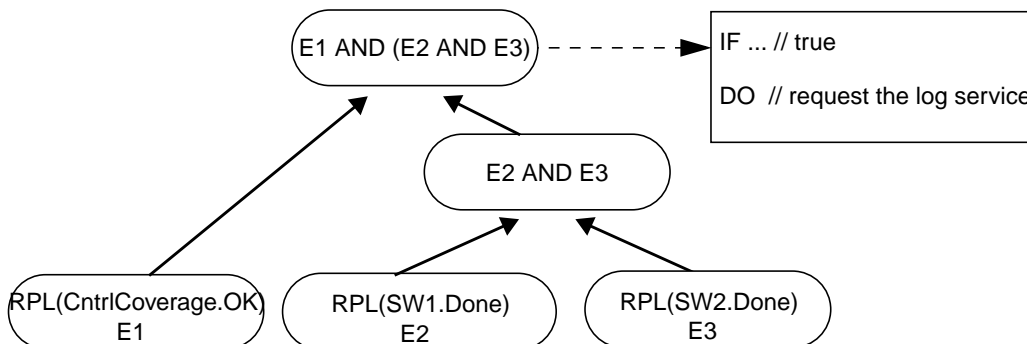 E1 AND (E2 AND E3)
IF ... // true
DO // request the log service
E2 AND E3
RPL(CntrlCoverage.OK)
E1
RPL(SW1.Done)
E2
RPL(SW2.Done)
E3